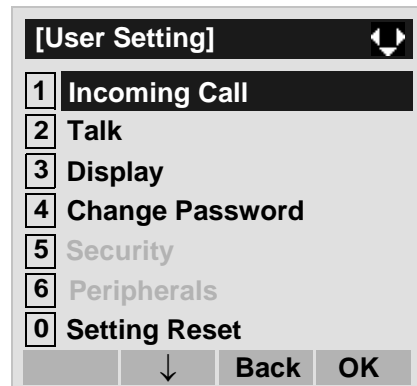 [User Setting]
1 Incoming Call
2 Talk
3 Display
4 Change Password
5 Security
6 Peripherals
0 Setting Reset
↓ Back OK